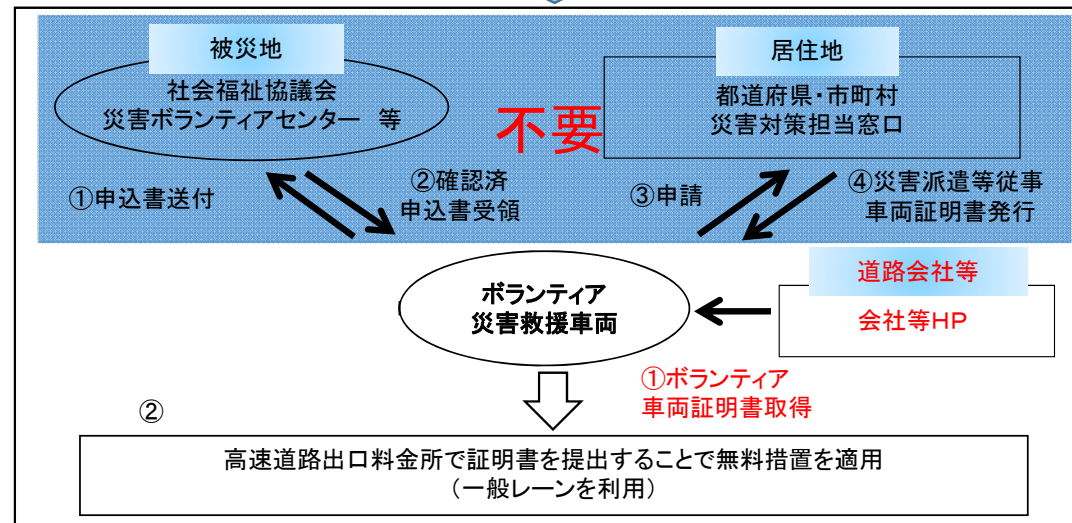 被災地
社会福祉協議会
災害ボランティアセンター 等
不要
居住地
都道府県・市町村
災害対策担当窓口
①申込書送付
②確認済
申込書受領
③申請
④災害派遣等従事
車両証明書発行
ボランティア
災害救援車両
道路会社等
会社等HP
①ボランティア
車両証明書取得
②
高速道路出口料金所で証明書を提出することで無料措置を適用
(一般レーンを利用)